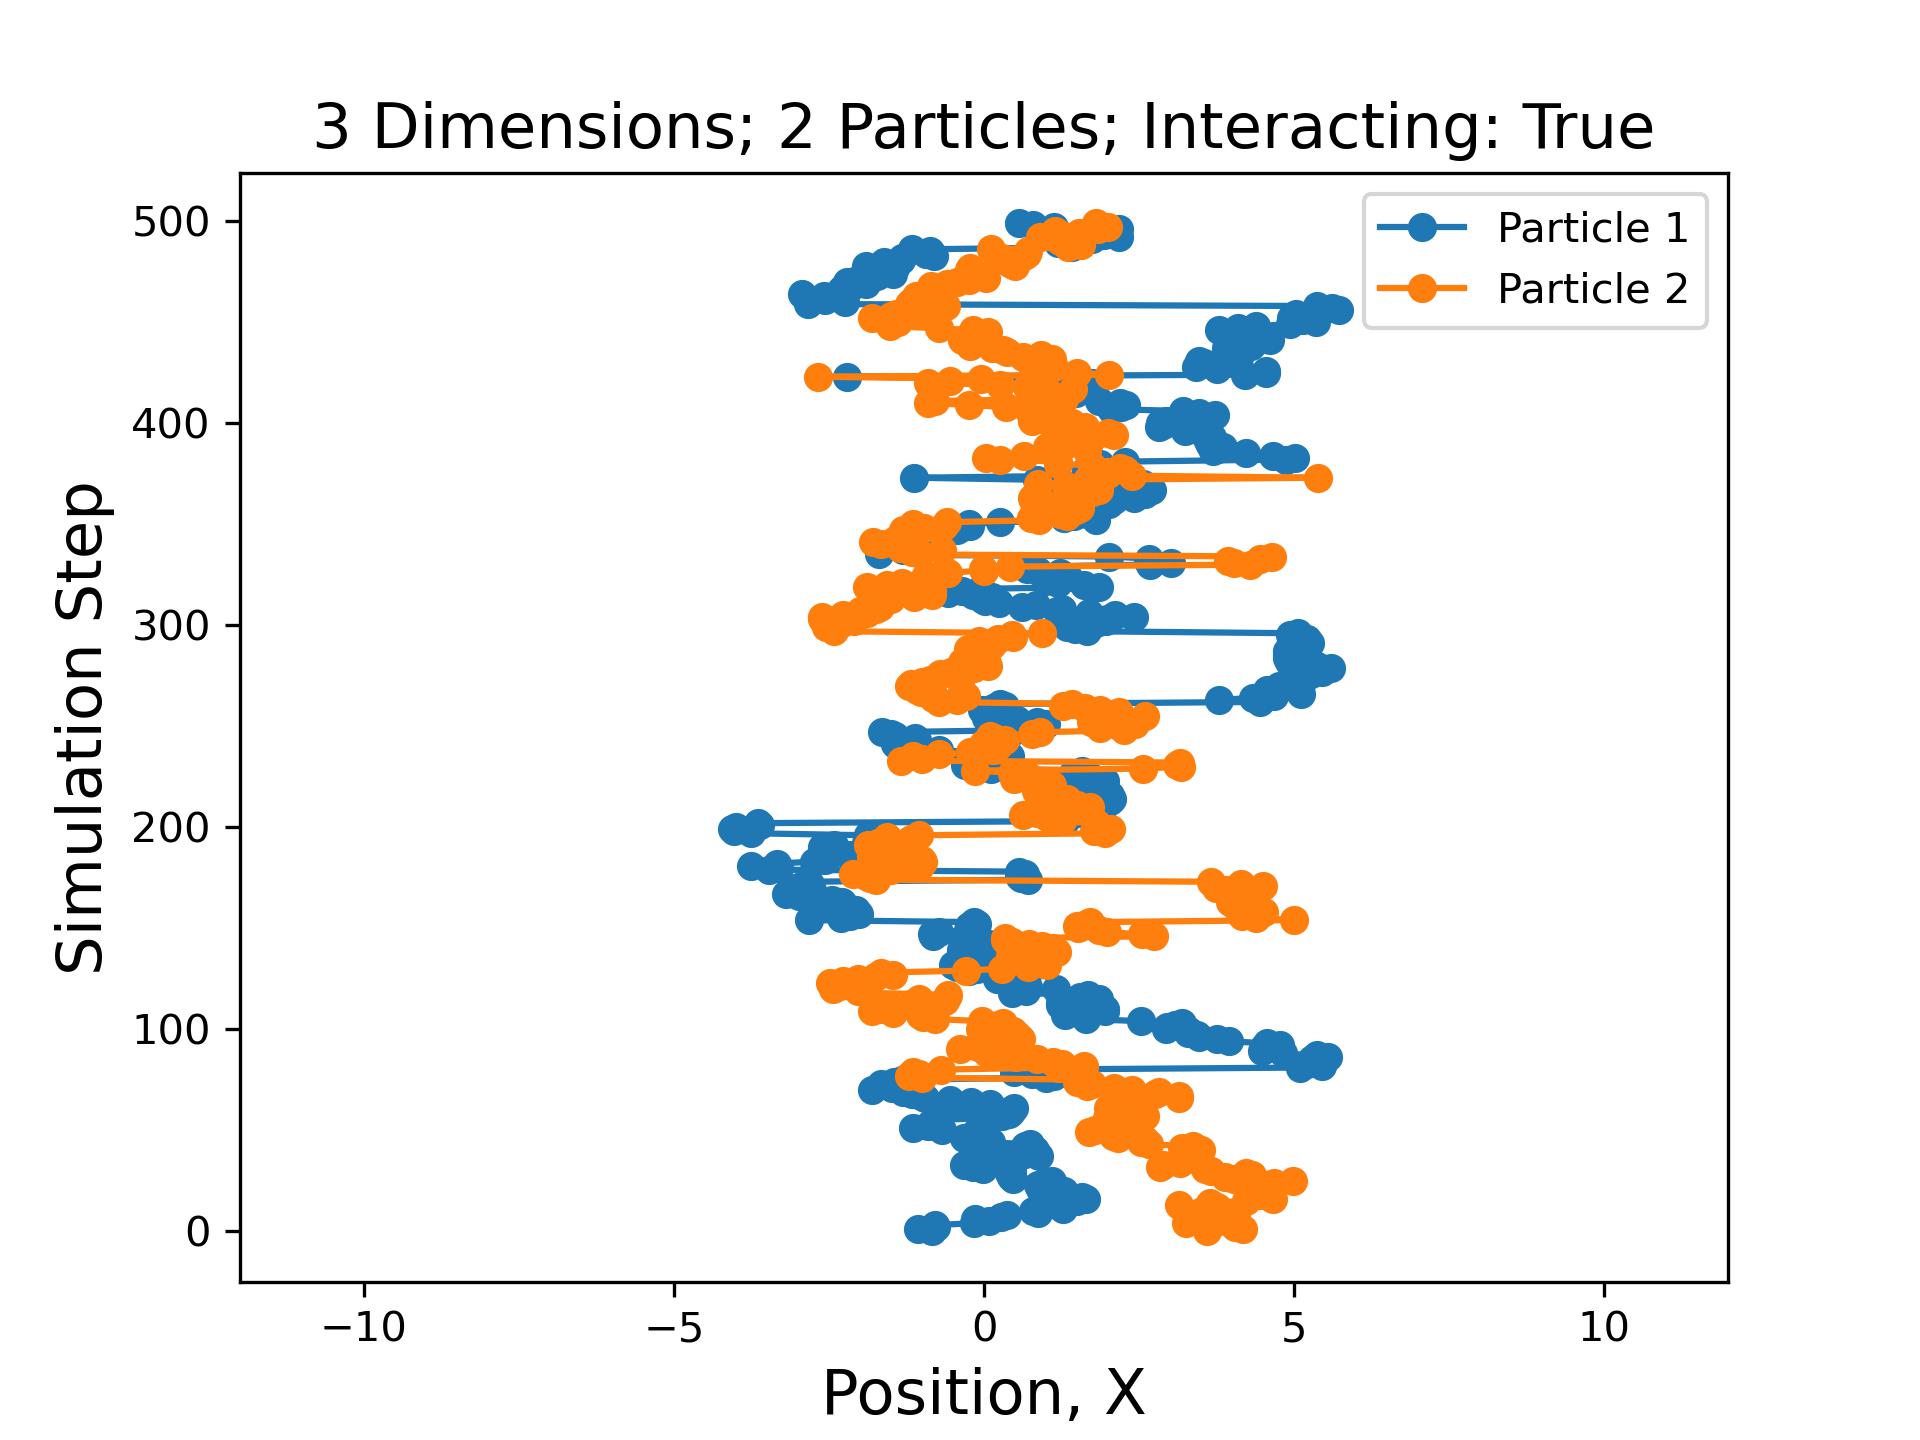 3 Dimensions; 2 Particles; Interacting: True
Particle 1
Particle 2
Simulation Step
500
400
300
200
100
0
−10
−5
0
5
10
Position, X